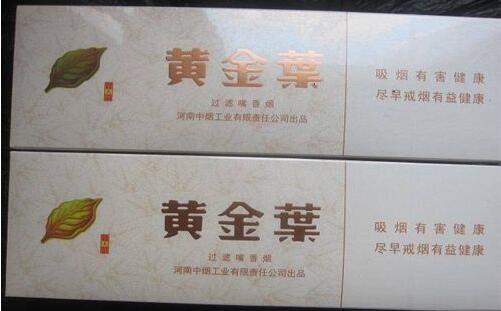 黄金葉
过滤嘴香烟
河南中烟工业有限责任公司出品
吸烟有害健康
尽早戒烟有益健康
黄金葉
过滤嘴香烟
河南中烟工业有限责任公司出品
吸烟有害健康
尽早戒烟有益健康